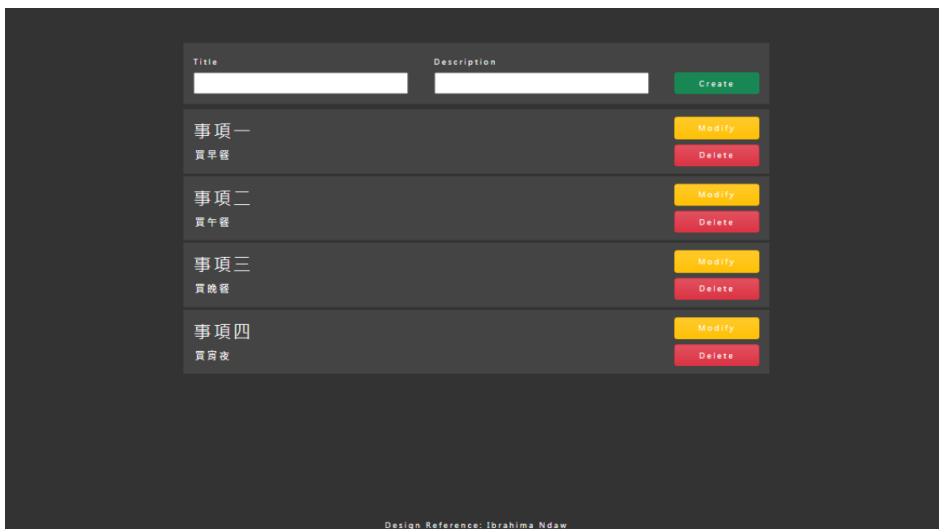 Title
Description
Create
事項一
買早餐
Modify
Delete
事項二
買午餐
Modify
Delete
事項三
買晚餐
Modify
Delete
事項四
買宵夜
Modify
Delete
Design Reference: Ibrahima Ndaw